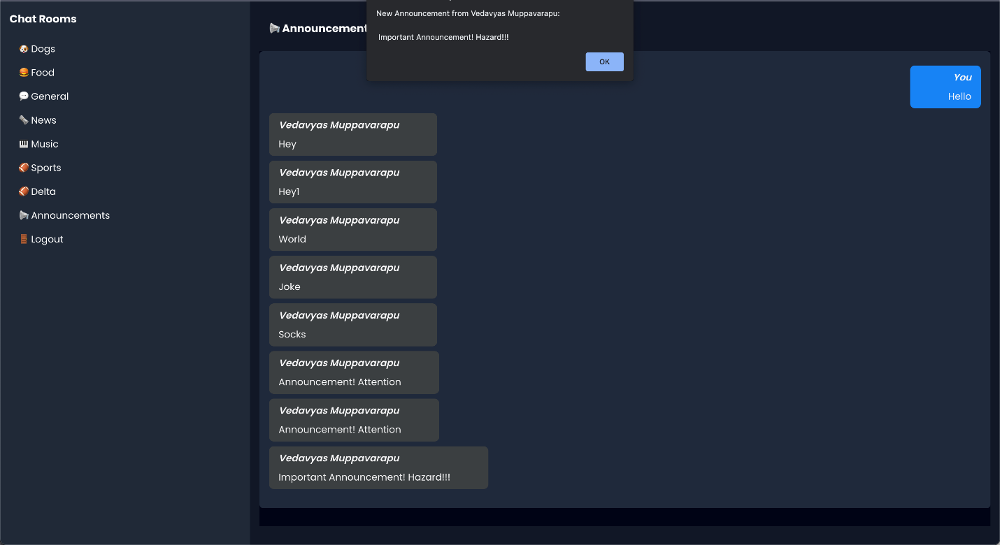 Chat Rooms
🐶 Dogs
🍔 Food
💬 General
🗞 News
🎹 Music
🏈 Sports
🏈 Delta
📢 Announcements
🚪 Logout
📢 Announcement
New Announcement from Vedavyas Muppavarapu:
Important Announcement! Hazard!!!
OK
You
Hello
Vedavyas Muppavarapu
Hey
Vedavyas Muppavarapu
Hey1
Vedavyas Muppavarapu
World
Vedavyas Muppavarapu
Joke
Vedavyas Muppavarapu
Socks
Vedavyas Muppavarapu
Announcement! Attention
Vedavyas Muppavarapu
Announcement! Attention
Vedavyas Muppavarapu
Important Announcement! Hazard!!!